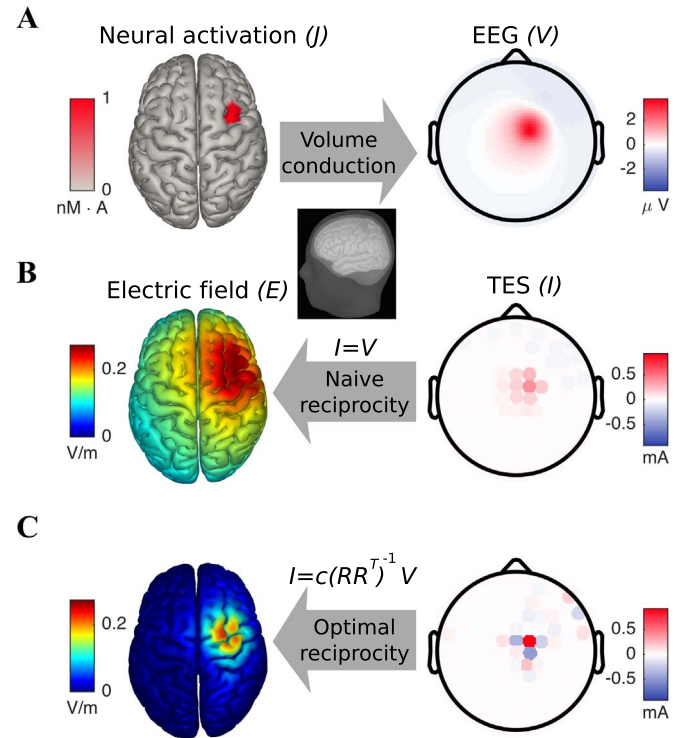 A
Neural activation (J)
EEG (V)
1
0
nM · A
Volume
conduction
2
0
-2
μ V
B
Electric field (E)
TES (I)
0.2
0
V/m
I=V
Naive
reciprocity
0.5
0
-0.5
mA
C
I=c(RRᵀ)⁻¹ V
0.2
0
V/m
Optimal
reciprocity
0.5
0
-0.5
mA